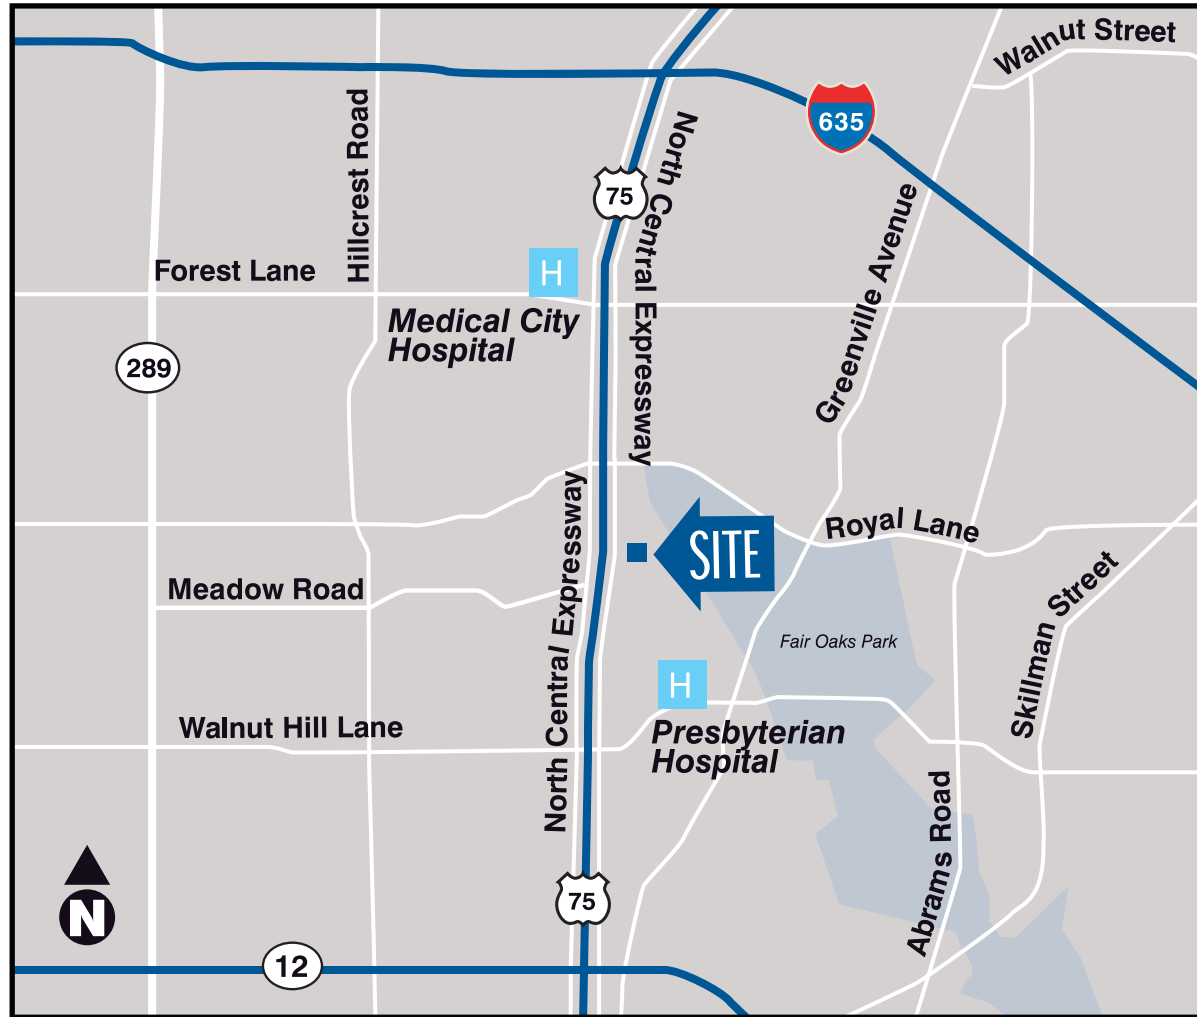 Walnut Street
635
Hillcrest Road
North Central Expressway
75
Greenville Avenue
Forest Lane
H
Medical City
Hospital
289
North Central Expressway
SITE
Royal Lane
Skillman Street
Meadow Road
Fair Oaks Park
H
Walnut Hill Lane
Presbyterian
Hospital
Abrams Road
75
N
12